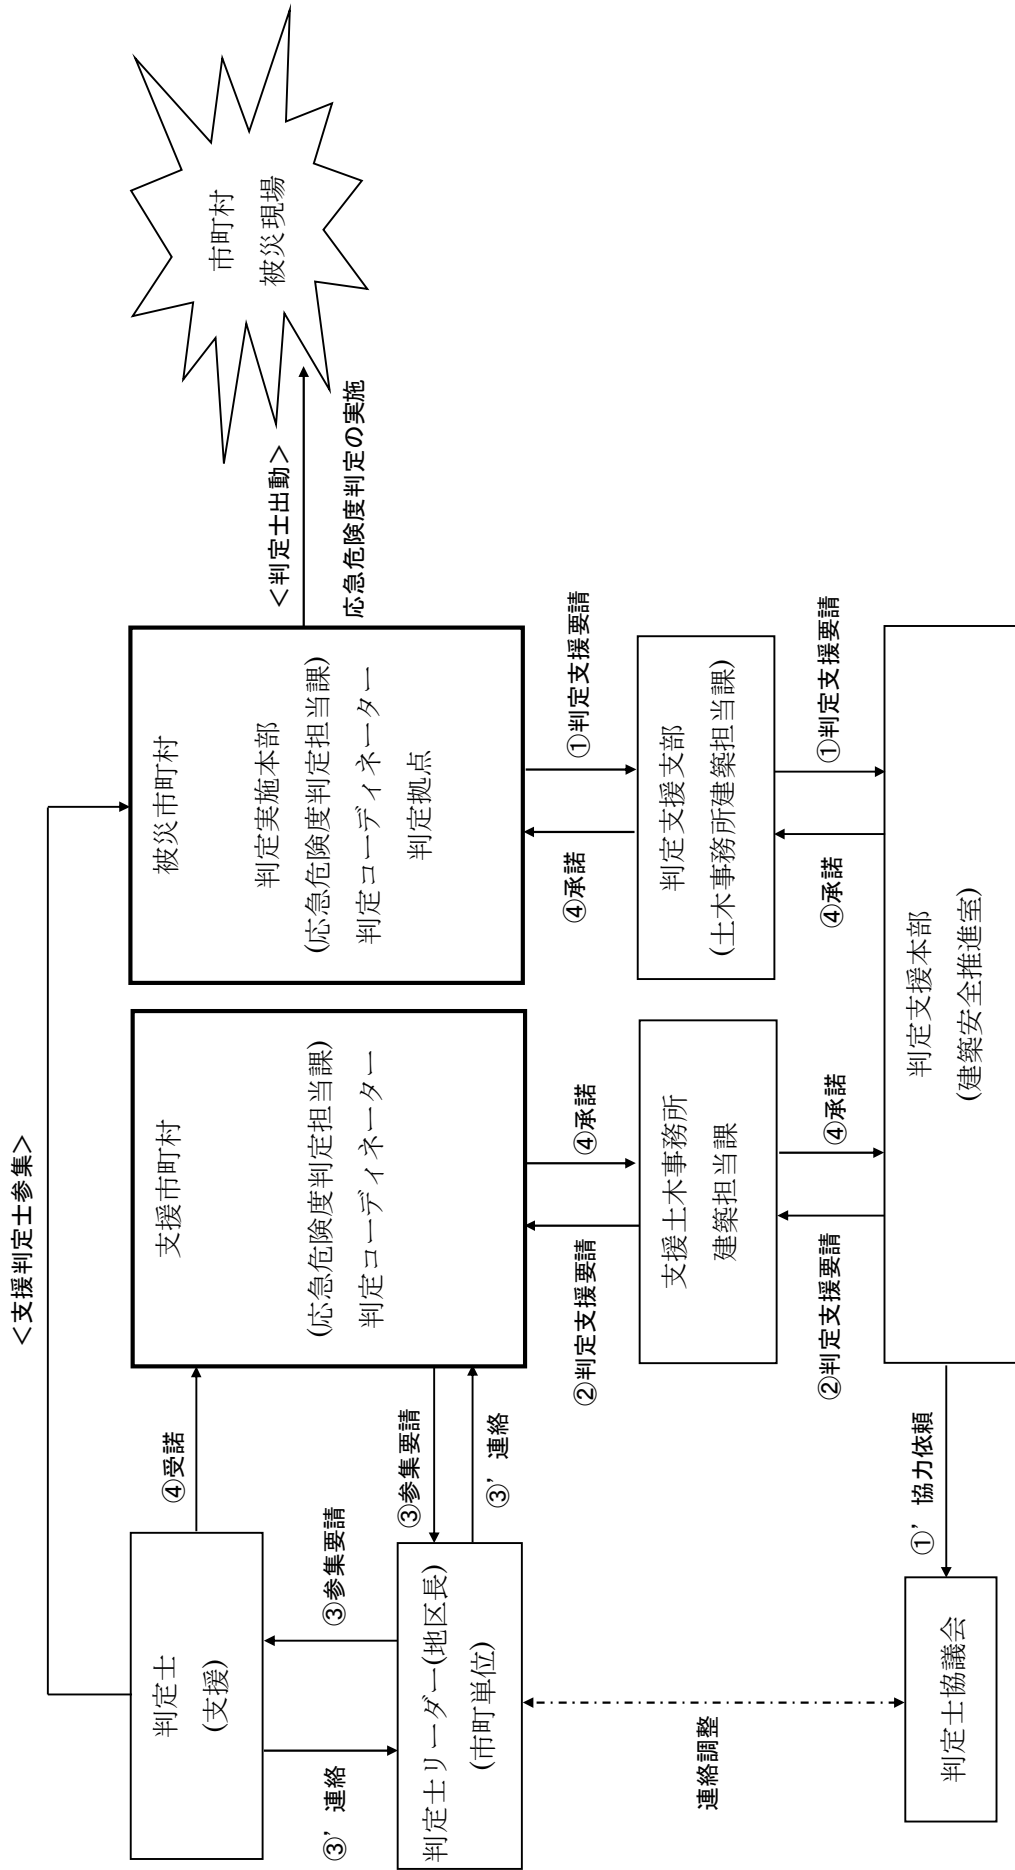 ＜支援判定士参集＞
判定士
(支援)
④受諾
支援市町村
(応急危険度判定担当課)
判定コーディネーター
被災市町村
判定実施本部
(応急危険度判定担当課)
判定コーディネーター
判定拠点
＜判定士出動＞
応急危険度判定の実施
市町村
被災現場
③’ 連絡
③参集要請
③参集要請
③’ 連絡
判定士リーダー(地区長)
(市町単位)
②判定支援要請
④承諾
④承諾
①判定支援要請
支援土木事務所
建築担当課
判定支援支部
(土木事務所建築担当課)
連絡調整
②判定支援要請
④承諾
④承諾
①判定支援要請
判定士協議会
①’ 協力依頼
判定支援本部
(建築安全推進室)